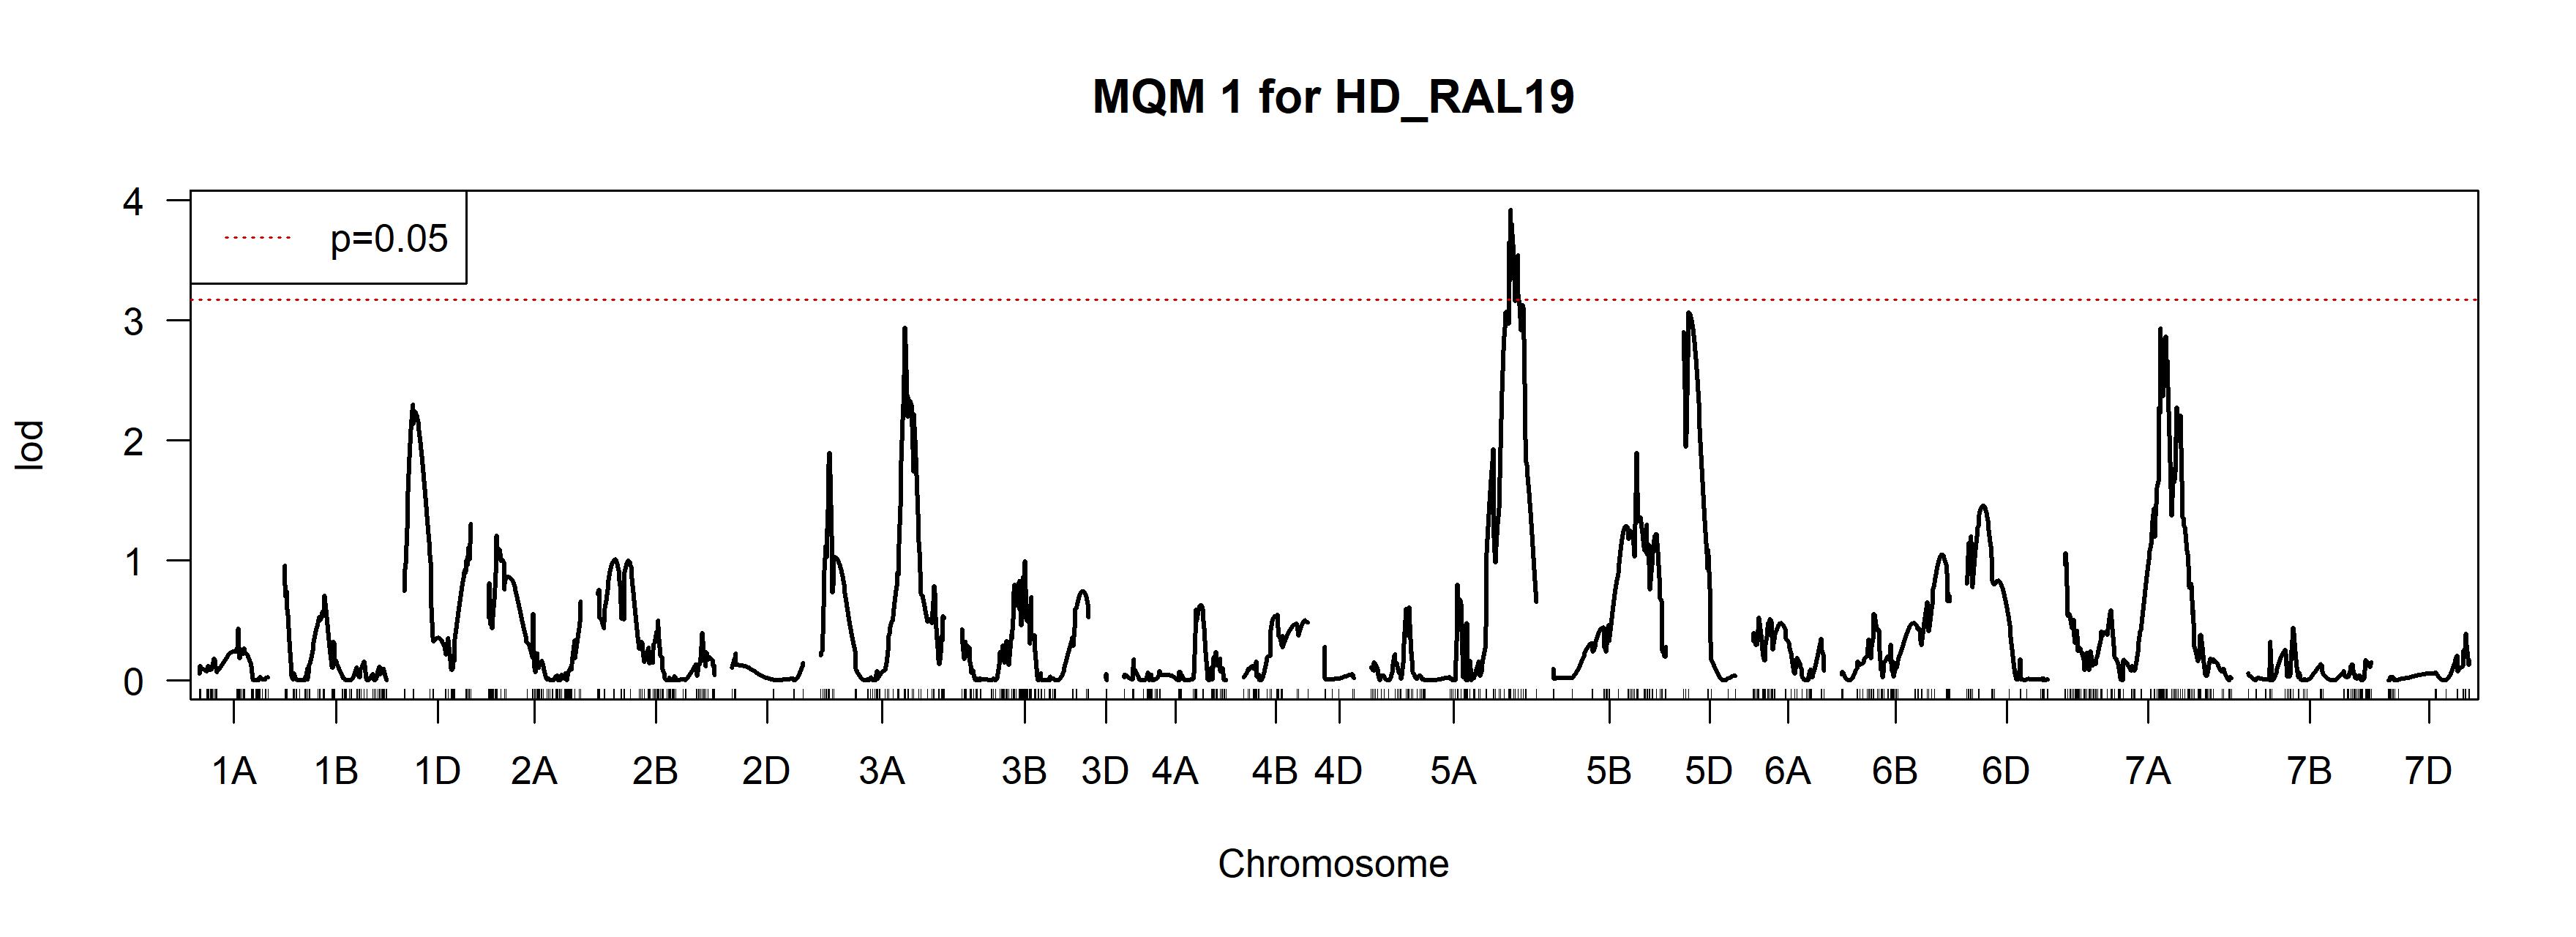 MQM 1 for HD_RAL19
4
3
2
1
0
p=0.05
lod
1A 1B 1D 2A 2B 2D 3A 3B 3D 4A 4B 4D 5A 5B 5D 6A 6B 6D 7A 7B 7D
Chromosome